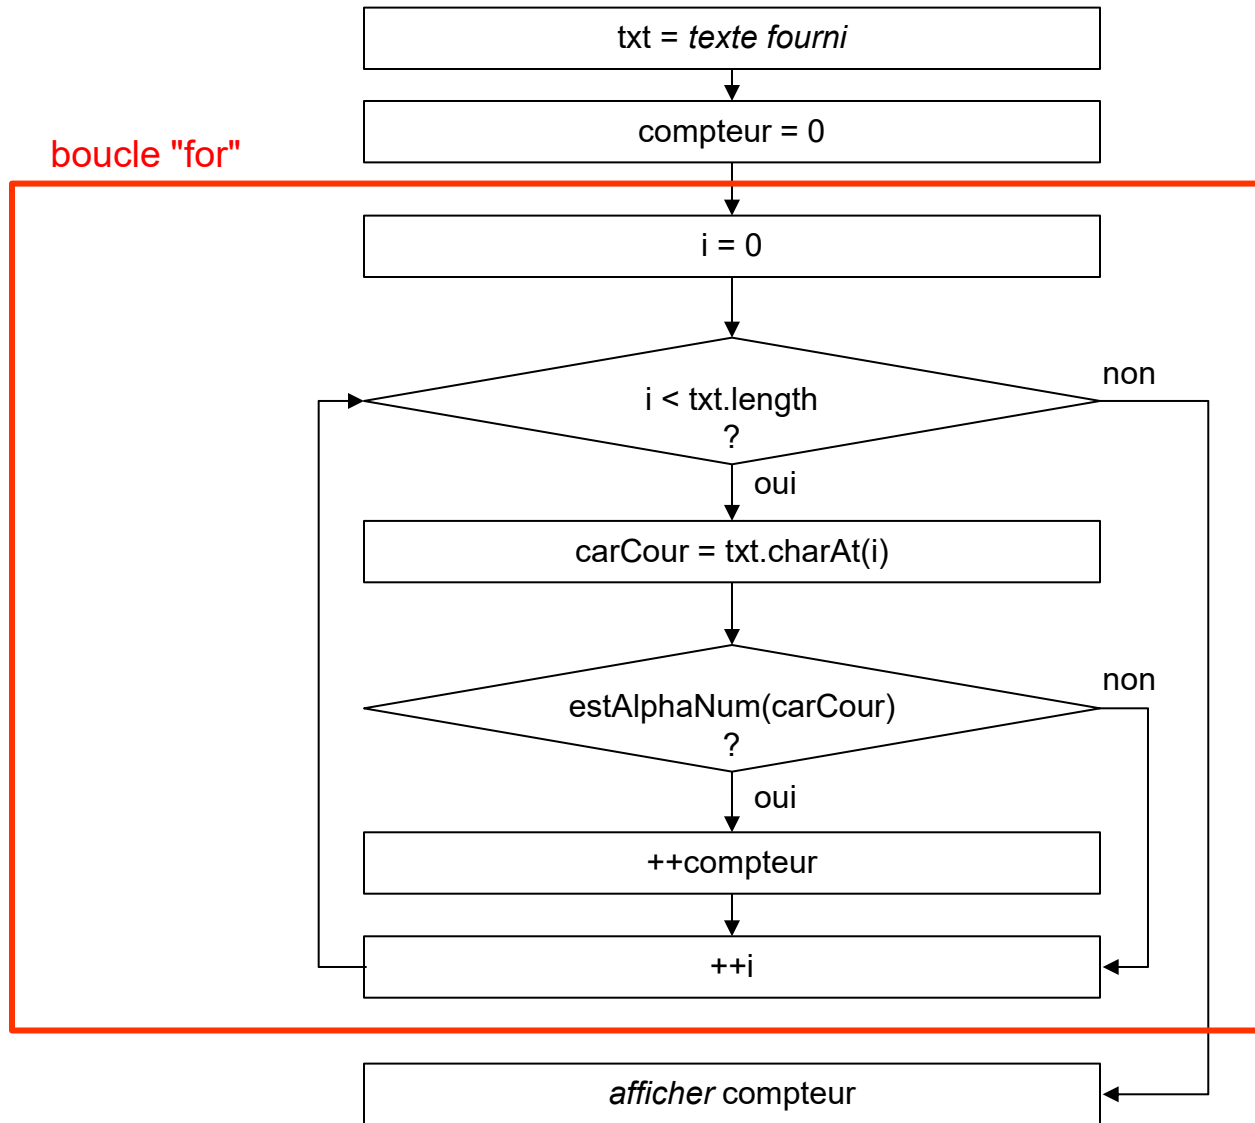 txt = texte fourni
compteur = 0
boucle "for"
i = 0
i < txt.length
?
non
oui
carCour = txt.charAt(i)
estAlphaNum(carCour)
?
non
oui
++compteur
++i
afficher compteur